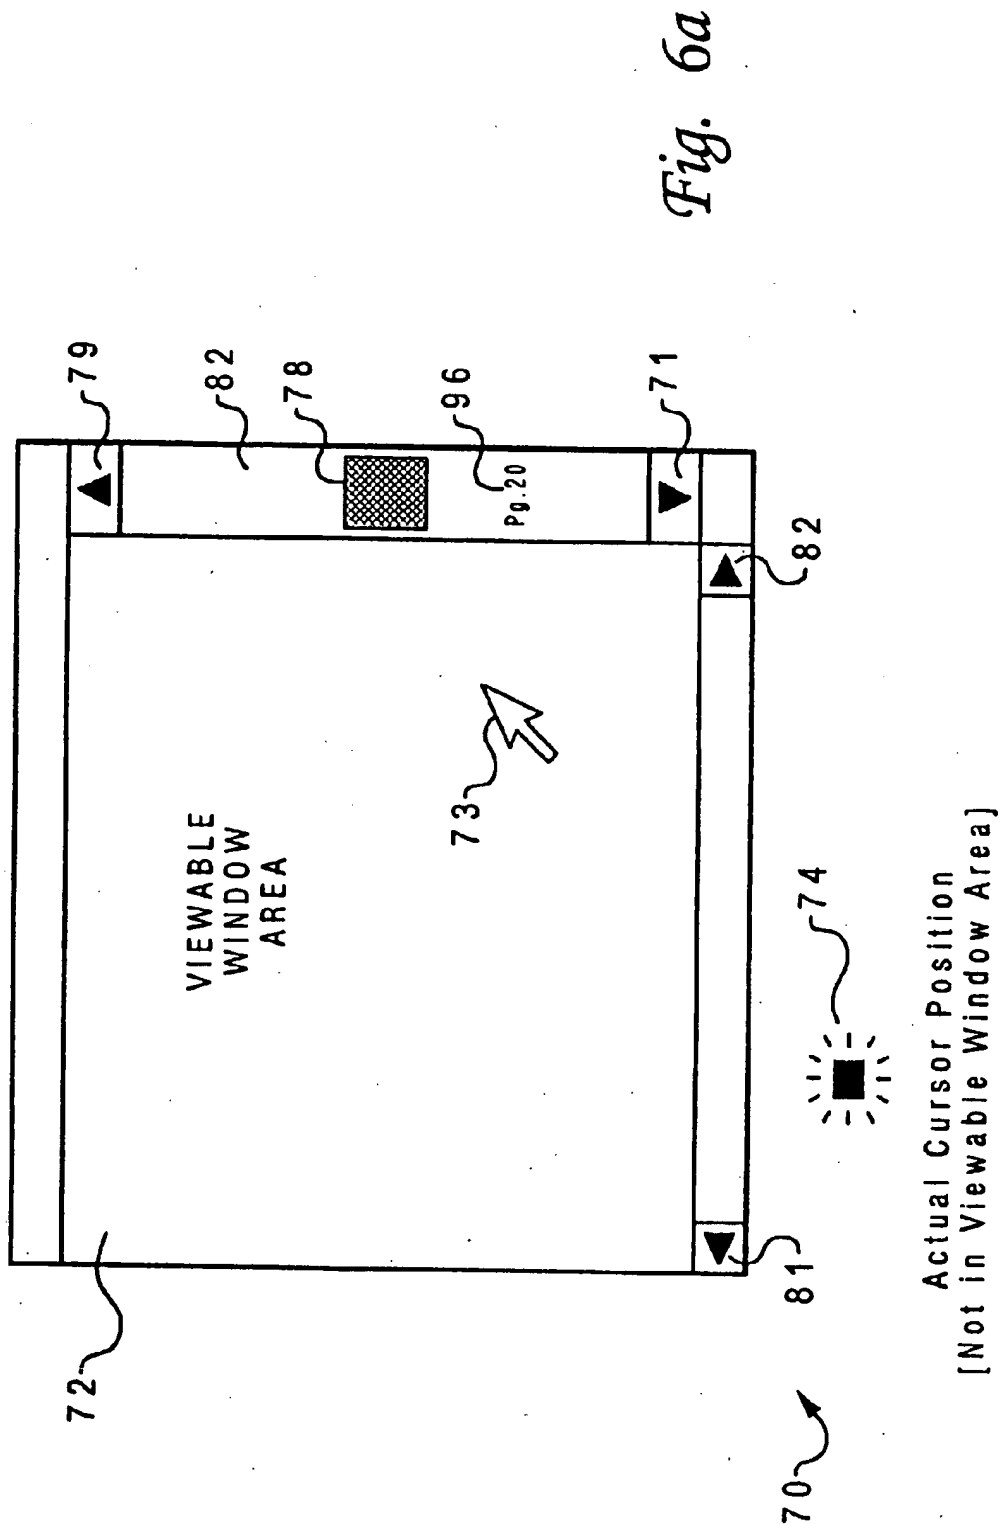 72
79
VIEWABLE
WINDOW
AREA
82
78
73
96
Pg.20
71
Fig. 6a
70
81
74
82
Actual Cursor Position
[Not in Viewable Window Area]